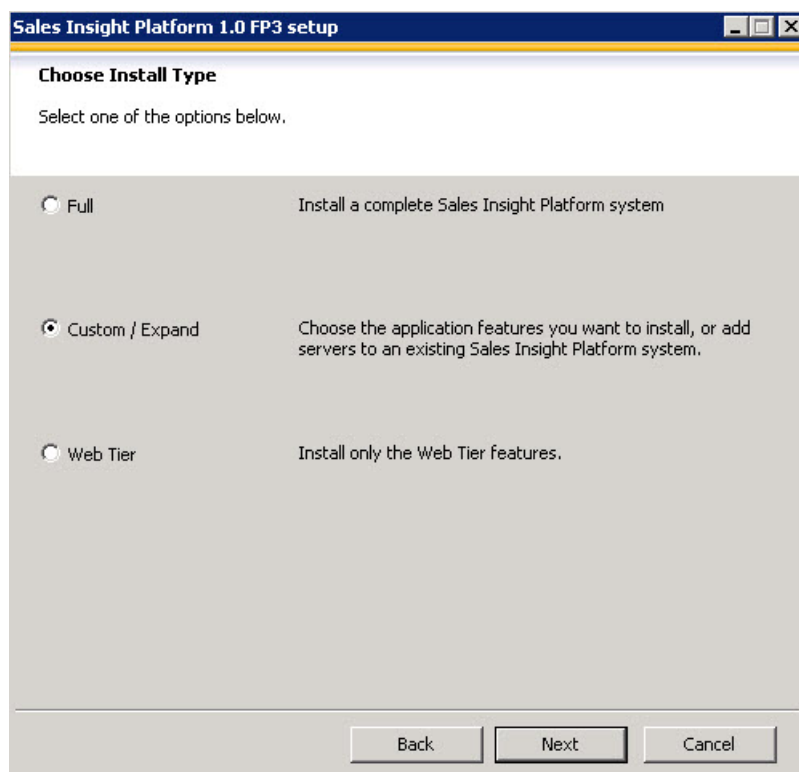 Sales Insight Platform 1.0 FP3 setup
Choose Install Type
Select one of the options below.
Full
Install a complete Sales Insight Platform system
Custom / Expand
Choose the application features you want to install, or add
servers to an existing Sales Insight Platform system.
Web Tier
Install only the Web Tier features.
Back
Next
Cancel